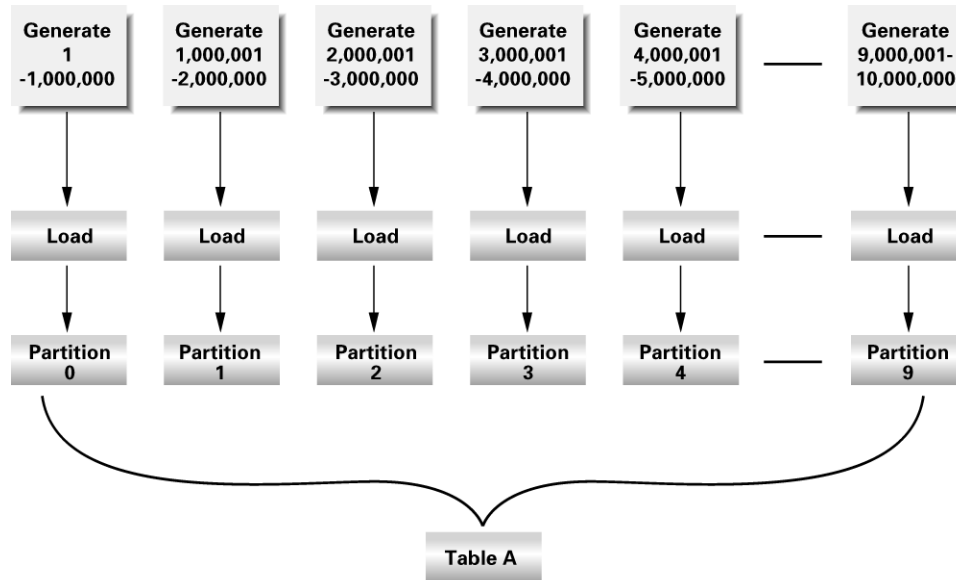 Generate
1
-1,000,000
Generate
1,000,001
-2,000,000
Generate
2,000,001
-3,000,000
Generate
3,000,001
-4,000,000
Generate
4,000,001
-5,000,000
Generate
9,000,001-
10,000,000
Load
Load
Load
Load
Load
Load
Partition
0
Partition
1
Partition
2
Partition
3
Partition
4
Partition
9
Table A